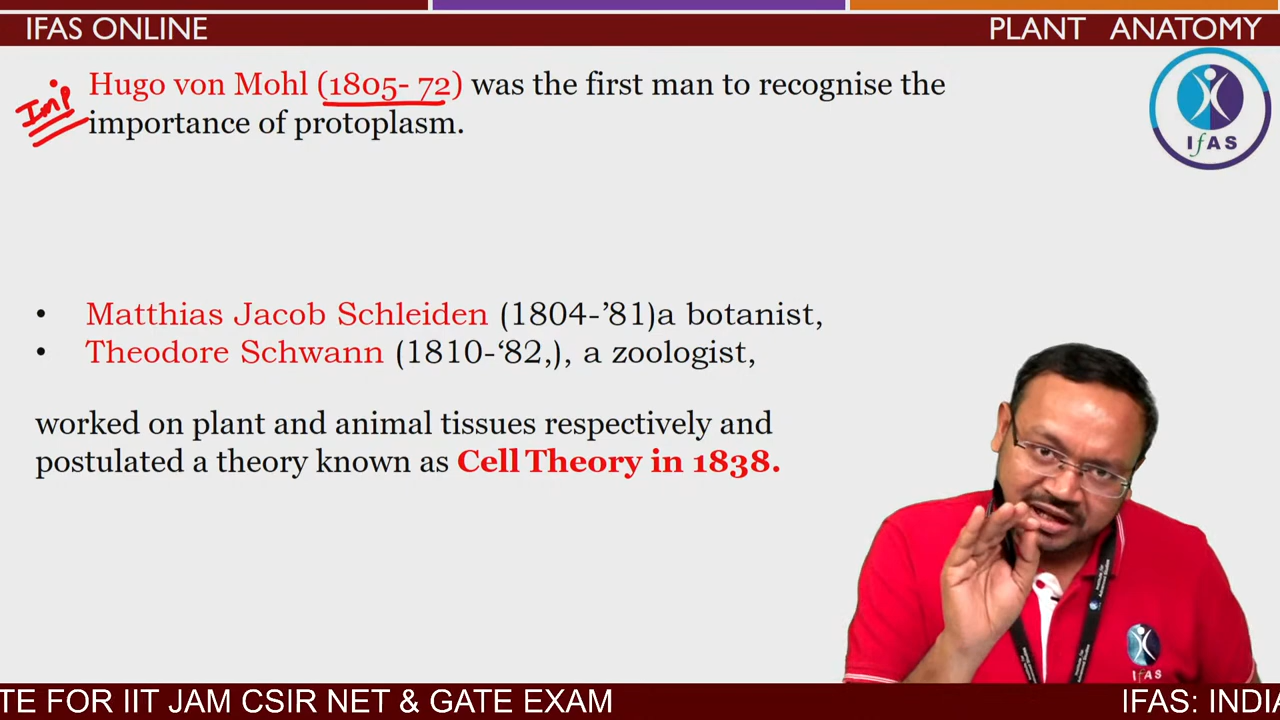 IFAS ONLINE
PLANT ANATOMY
Imp
Hugo von Mohl (1805- 72) was the first man to recognise the
importance of protoplasm.
IfAS
• Matthias Jacob Schleiden (1804-’81)a botanist,
• Theodore Schwann (1810-‘82,), a zoologist,
worked on plant and animal tissues respectively and
postulated a theory known as Cell Theory in 1838.
IfAS
TE FOR IIT JAM CSIR NET & GATE EXAM
IFAS: INDIA